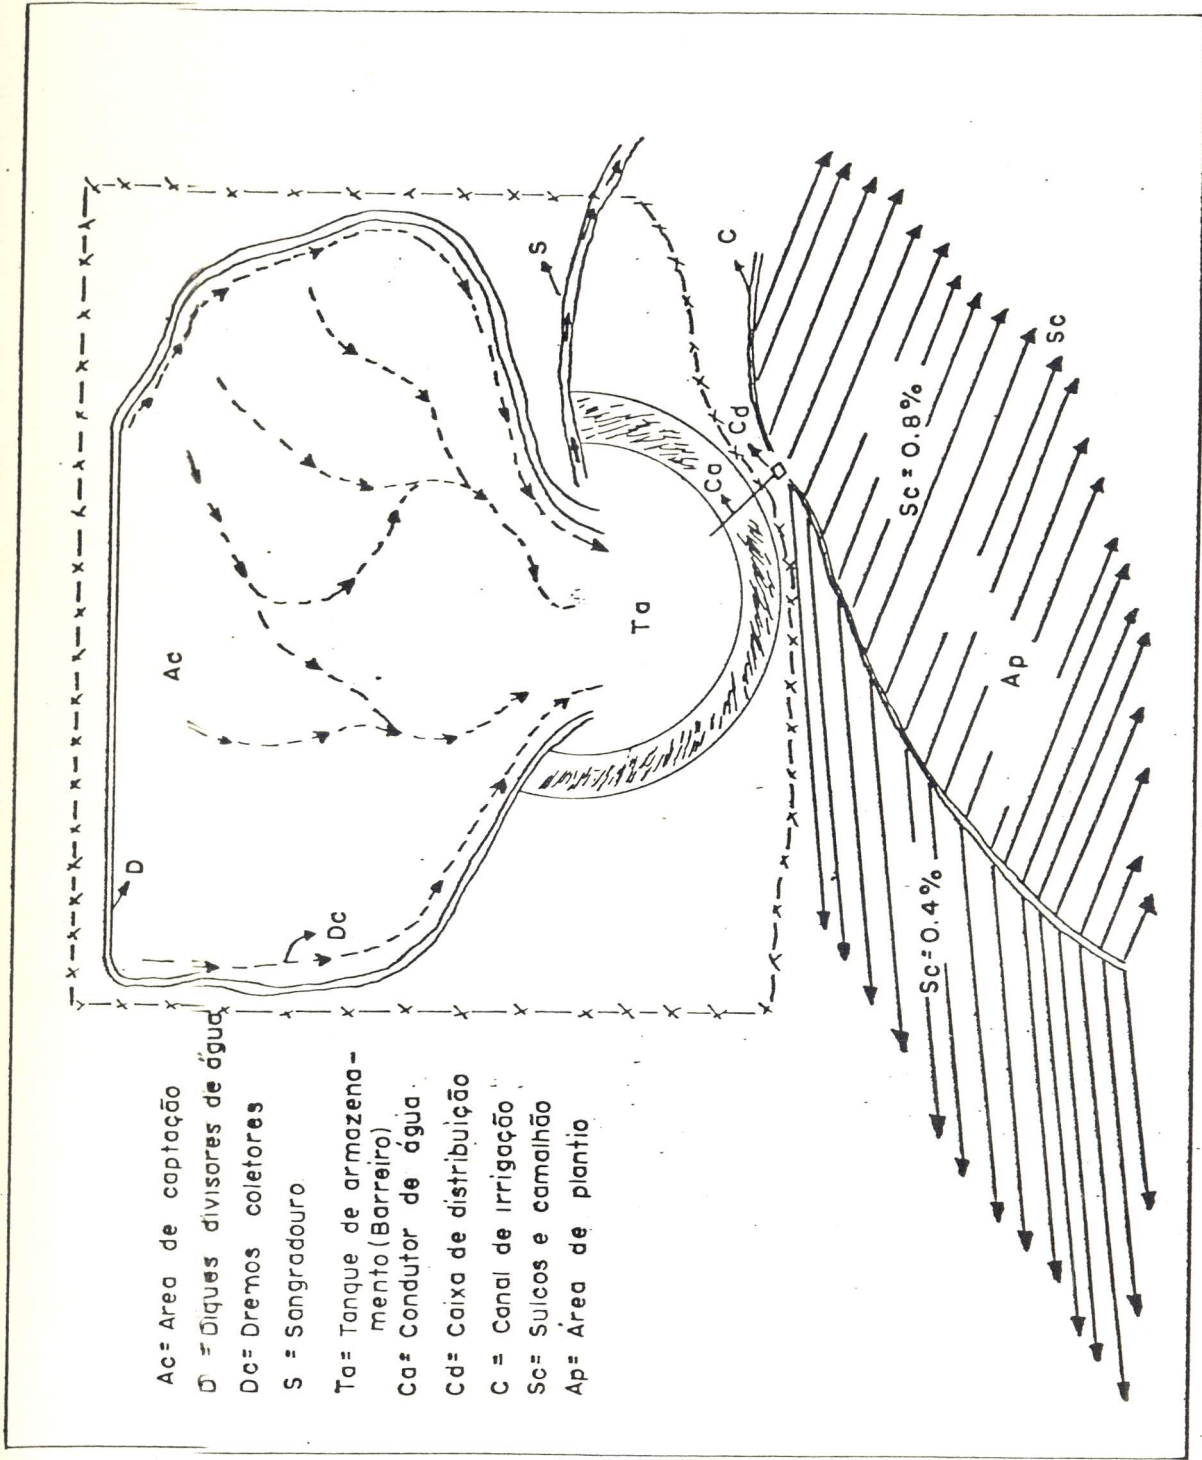 Ac= Area de captação
D = Diques divisores de água
Dc= Dremos coletores
S = Sangradouro.
Ta= Tanque de armazena-
mento (Barreiro)
Ca= Condutor de água.
Cd= Caixa de distribuição
C = Canal de irrigação
Sc= Sulcos e camalhão
Ap= Área de plantio
D
Dc
Ac
Ta
S
Ca
Cd
C
Sc=0.4%
Sc=0.8%
Sc
Ap